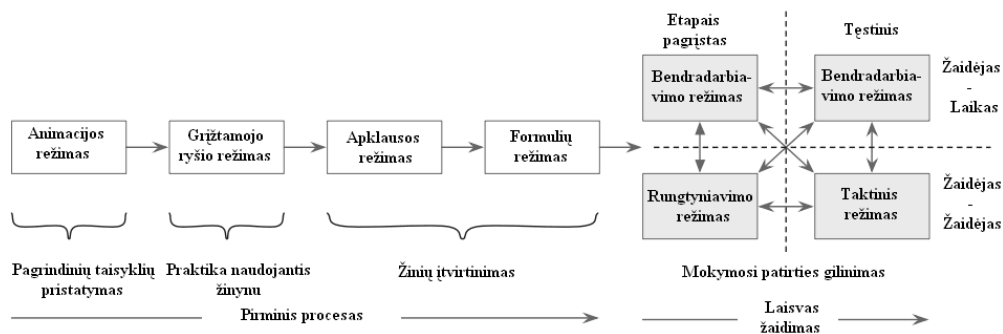 Etapais
pagrįstas
Tęstinis
Bendradarbia-
vimo režimas
Bendradarbia-
vimo režimas
Žaidėjas
-
Laikas
Animacijos
režimas
Grįžtamojo
ryšio režimas
Apklausos
režimas
Formulių
režimas
Rungtyniavimo
režimas
Taktinis
režimas
Žaidėjas
-
Žaidėjas
Pagrindinių taisyklių
pristatymas
Praktika naudojantis
žinynu
Žinių įtvirtinimas
Mokymosi patirties gilinimas
Pirminis procesas
Laisvas
žaidimas